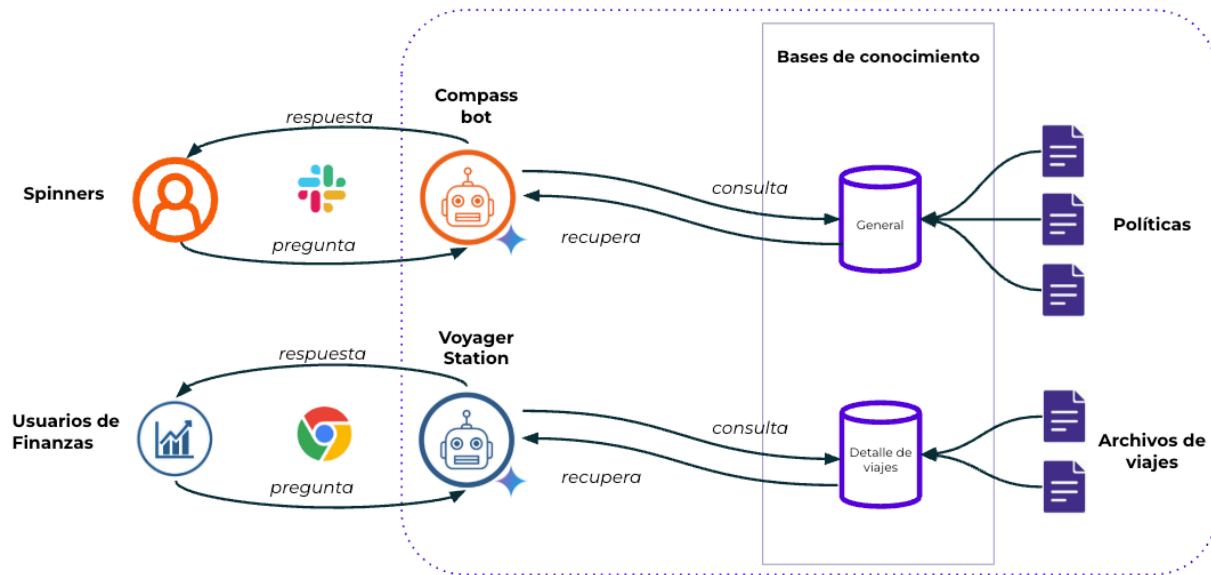 Bases de conocimiento
Compass
bot
respuesta
Spinners
consulta
General
Políticas
pregunta
recupera
Voyager
Station
respuesta
Usuarios de
Finanzas
consulta
Detalle de
viajes
Archivos de
viajes
pregunta
recupera